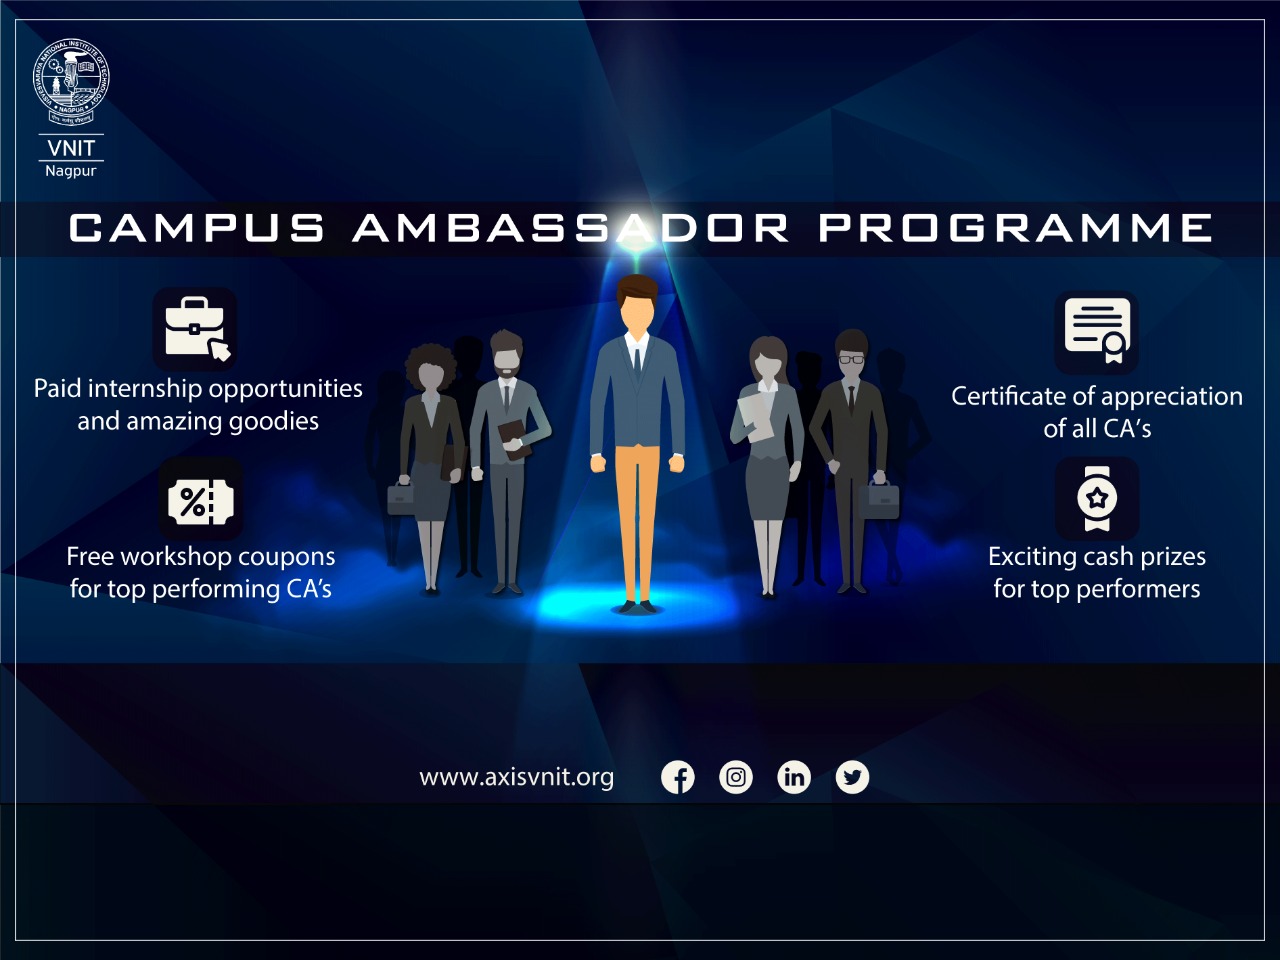 VISVESVARAYA NATIONAL INSTITUTE OF TECHNOLOGY
NAGPUR
VNIT
Nagpur
CAMPUS AMBASSADOR PROGRAMME
Paid internship opportunities
and amazing goodies
Free workshop coupons
for top performing CA's
Certificate of appreciation
of all CA's
Exciting cash prizes
for top performers
www.axisvnit.org